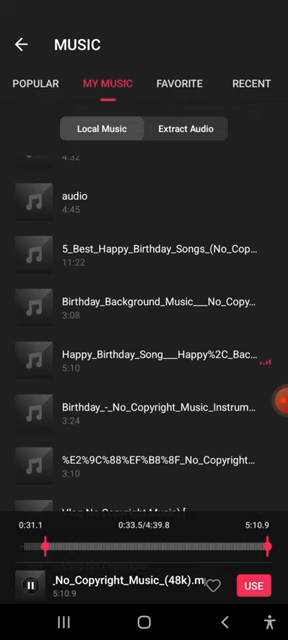 MUSIC
POPULAR MY MUSIC FAVORITE RECENT
Local Music Extract Audio
4:32
audio
4:45
5_Best_Happy_Birthday_Songs_(No_Cop...
11:22
Birthday_Background_Music___No_Copy...
3:08
Happy_Birthday_Song___Happy%2C_Bac...
5:10
Birthday_-_No_Copyright_Music_Instrum...
3:24
%E2%9C%88%EF%B8%8F_No_Copyright...
3:10
0:31.1 0:33.5/4:39.8 5:10.9
_No_Copyright_Music_(48k).m
5:10.9
USE